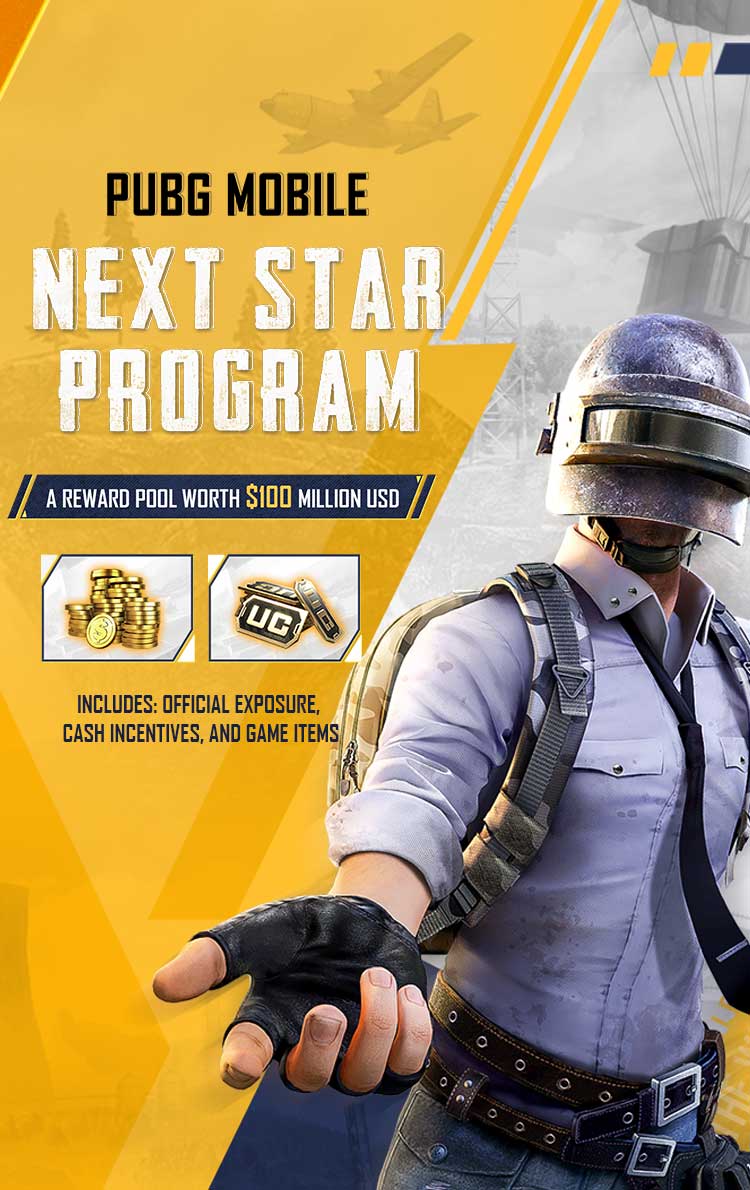 PUBG MOBILE
NEXT STAR
PROGRAM
A REWARD POOL WORTH $100 MILLION USD
UC
INCLUDES: OFFICIAL EXPOSURE,
CASH INCENTIVES, AND GAME ITEMS